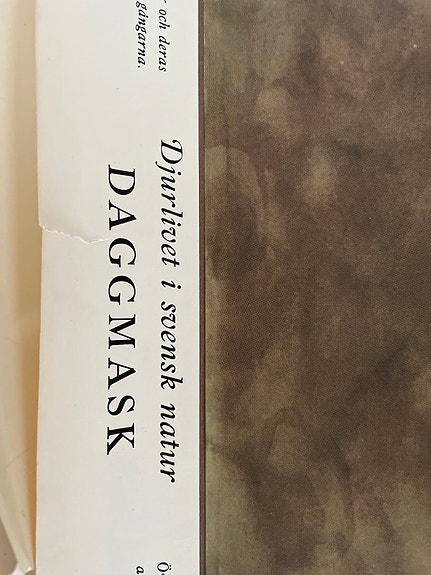 och deras
gångarna.
Djurlivet i svensk natur
DAGGMASK